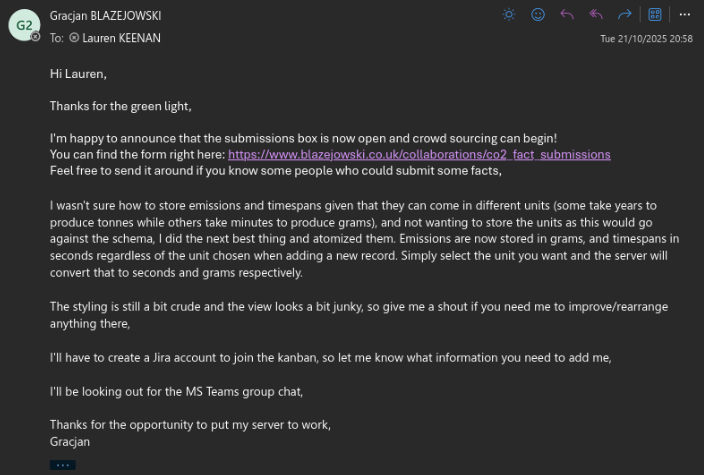 G2
Gracjan BLAZEJOWSKI
To: Lauren KEENAN
Tue 21/10/2025 20:58
Hi Lauren,
Thanks for the green light,
I'm happy to announce that the submissions box is now open and crowd sourcing can begin!
You can find the form right here: https://www.blazejowski.co.uk/collaborations/co2_fact_submissions
Feel free to send it around if you know some people who could submit some facts,
I wasn't sure how to store emissions and timespans given that they can come in different units (some take years to
produce tonnes while others take minutes to produce grams), and not wanting to store the units as this would go
against the schema, I did the next best thing and atomized them. Emissions are now stored in grams, and timespans in
seconds regardless of the unit chosen when adding a new record. Simply select the unit you want and the server will
convert that to seconds and grams respectively.
The styling is still a bit crude and the view looks a bit junky, so give me a shout if you need me to improve/rearrange
anything there,
I'll have to create a Jira account to join the kanban, so let me know what information you need to add me,
I'll be looking out for the MS Teams group chat,
Thanks for the opportunity to put my server to work,
Gracjan